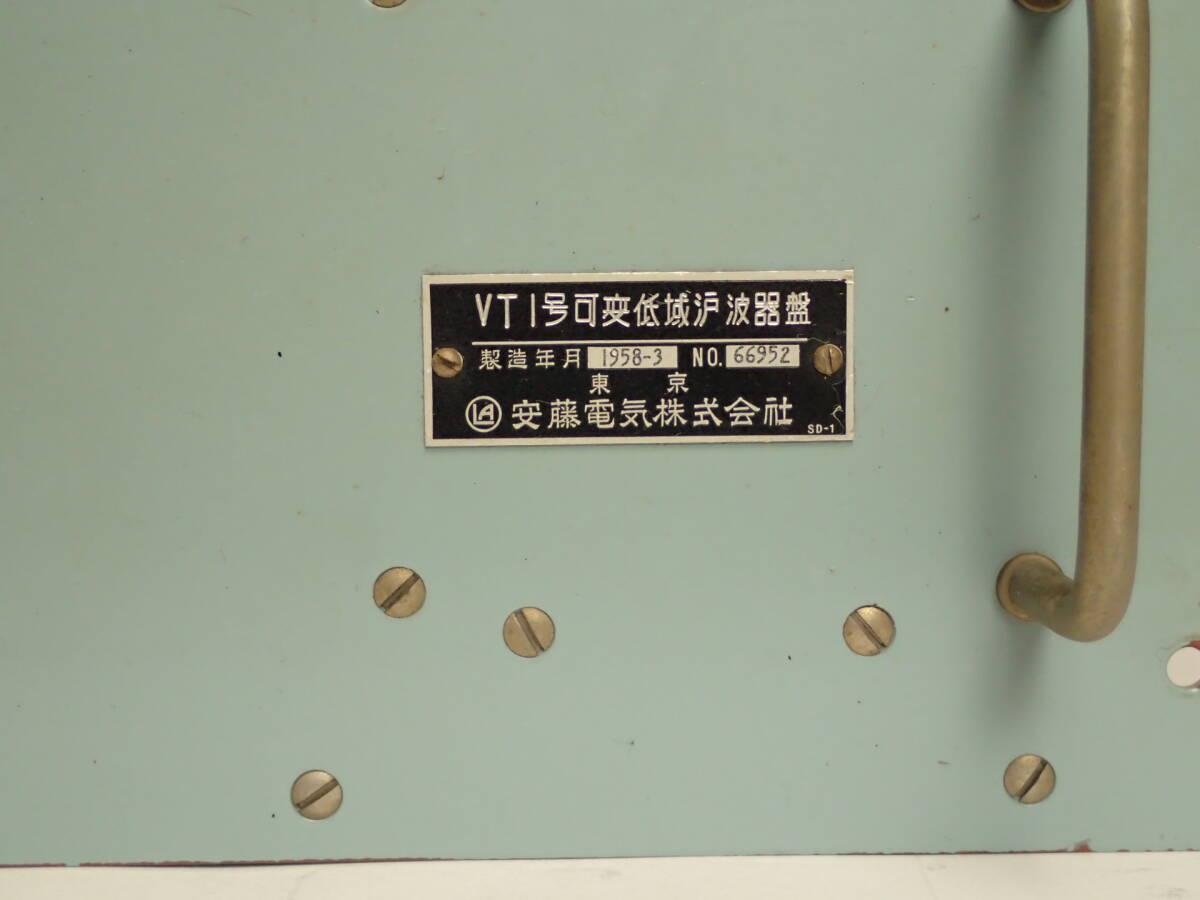 VT1号可変低域沪波器盤
製造年月 1958-3 NO. 66952
東京
LA 安藤電気株式会社
SD-1